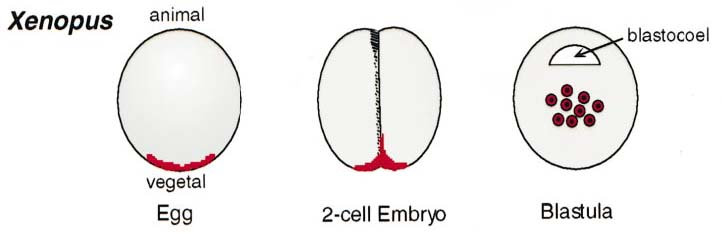 Xenopus
animal
blastocoel
vegetal
Egg
2-cell Embryo
Blastula